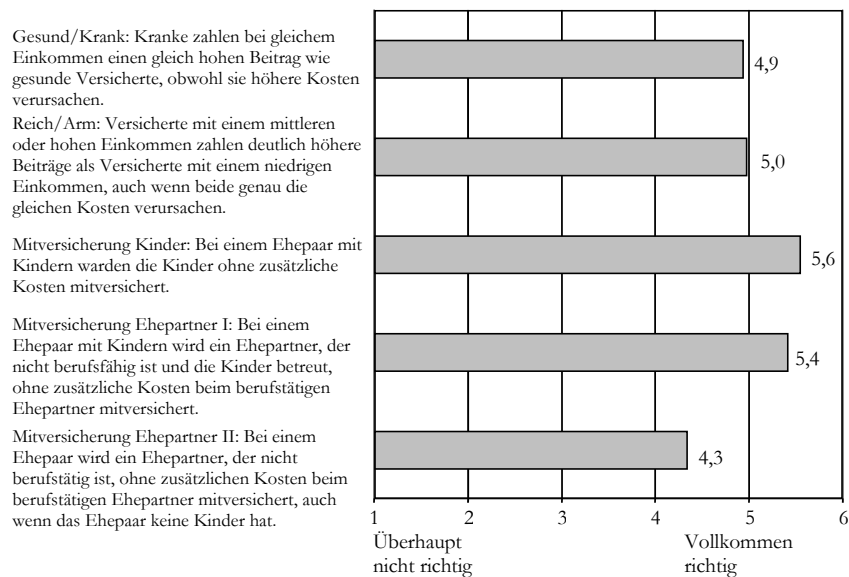 Gesund/Krank: Kranke zahlen bei gleichem
Einkommen einen gleich hohen Beitrag wie
gesunde Versicherte, obwohl sie höhere Kosten
verursachen.
4,9
Reich/Arm: Versicherte mit einem mittleren
oder hohen Einkommen zahlen deutlich höhere
Beiträge als Versicherte mit einem niedrigen
Einkommen, auch wenn beide genau die
gleichen Kosten verursachen.
5,0
Mitversicherung Kinder: Bei einem Ehepaar mit
Kindern warden die Kinder ohne zusätzliche
Kosten mitversichert.
5,6
Mitversicherung Ehepartner I: Bei einem
Ehepaar mit Kindern wird ein Ehepartner, der
nicht berufsfähig ist und die Kinder betreut,
ohne zusätzliche Kosten beim berufstätigen
Ehepartner mitversichert.
5,4
Mitversicherung Ehepartner II: Bei einem
Ehepaar wird ein Ehepartner, der nicht
berufstätig ist, ohne zusätzlichen Kosten beim
berufstätigen Ehepartner mitversichert, auch
wenn das Ehepaar keine Kinder hat.
4,3
1 2 3 4 5 6
Überhaupt
nicht richtig
Vollkommen
richtig